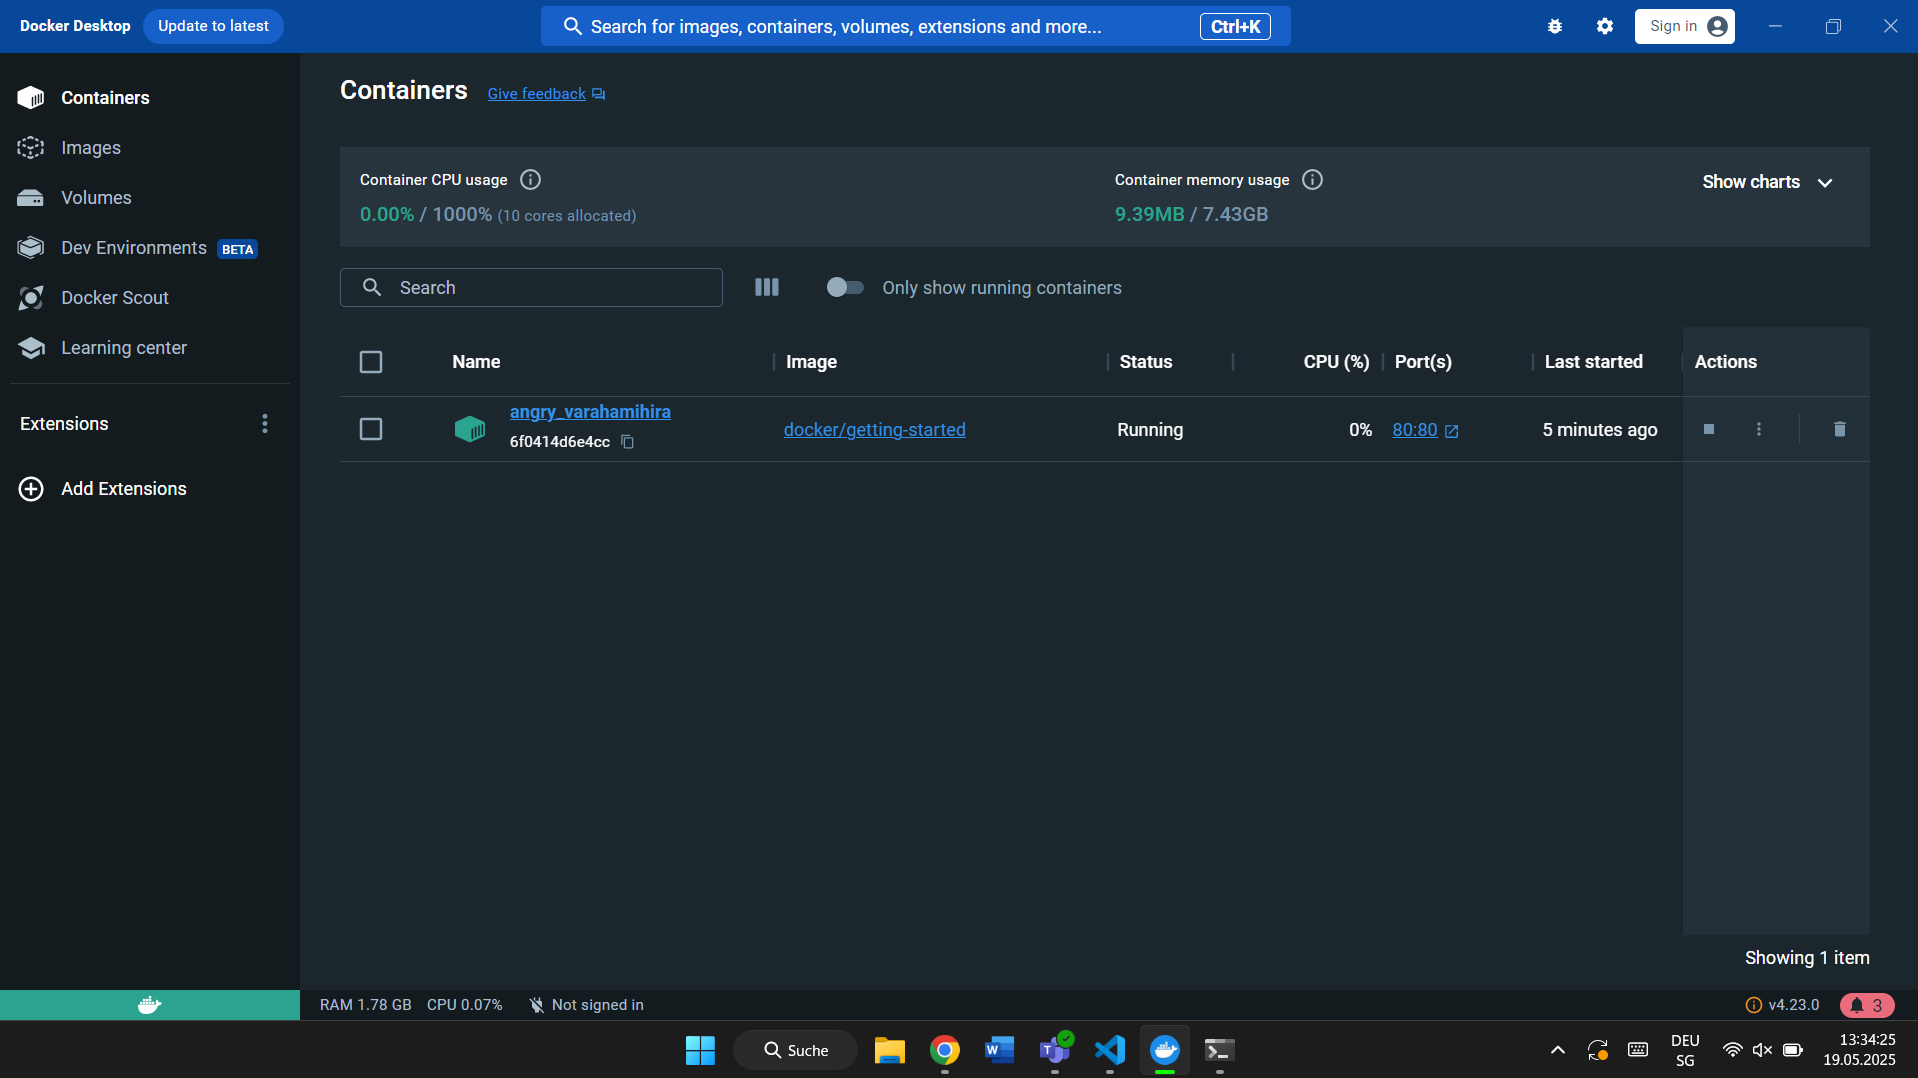 Docker Desktop
Update to latest
Search for images, containers, volumes, extensions and more...
Ctrl+K
Sign in
Containers
Images
Volumes
Dev Environments BETA
Docker Scout
Learning center
Extensions
Add Extensions
Containers
Give feedback
Container CPU usage
0.00% / 1000% (10 cores allocated)
Container memory usage
9.39MB / 7.43GB
Show charts
Search
Only show running containers
Name Image Status CPU (%) Port(s) Last started Actions
angry_varahamihira
6f0414d6e4cc
docker/getting-started
Running
0%
80:80
5 minutes ago
Showing 1 item
RAM 1.78 GB CPU 0.07% Not signed in
v4.23.0
3
Suche
W
T
DEU
SG
13:34:25
19.05.2025